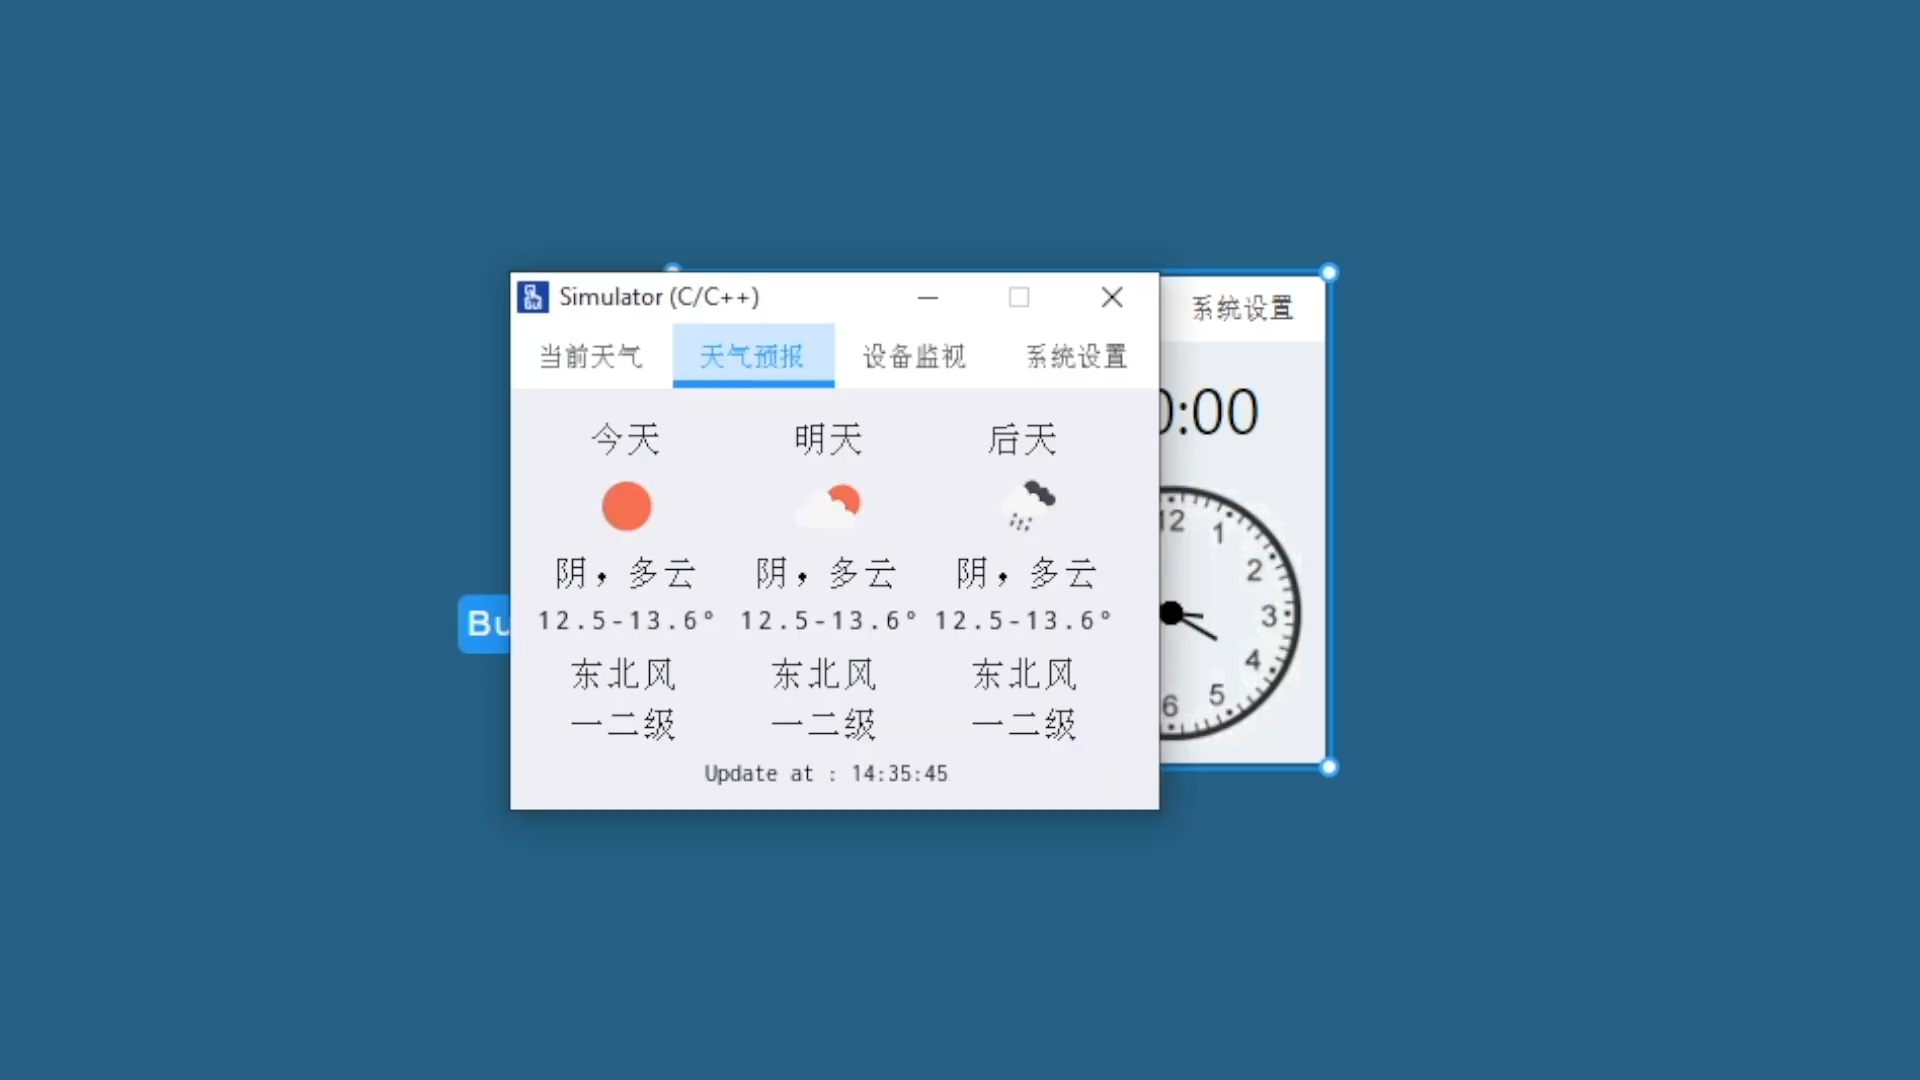 Simulator (C/C++)
当前天气 天气预报 设备监视 系统设置
系统设置
今天 明天 后天
0:00
阴，多云 阴，多云 阴，多云
12.5-13.6° 12.5-13.6° 12.5-13.6°
东北风 东北风 东北风
一二级 一二级 一二级
Update at : 14:35:45
Bu
12
1
2
3
4
5
6